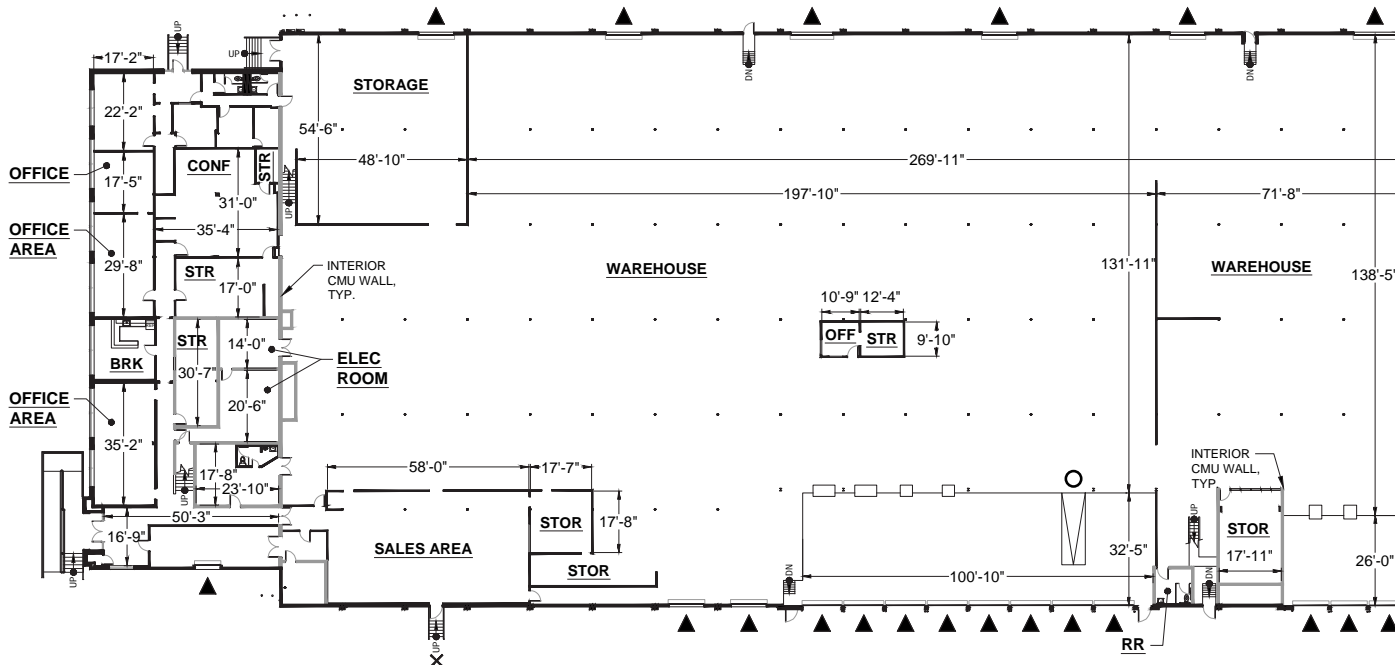 UP
UP
17'-2"
22'-2"
STORAGE
54'-6"
48'-10"
DN
DN
OFFICE
17'-5"
CONF
STR
31'-0"
35'-4"
UP
269'-11"
197'-10"
71'-8"
OFFICE
AREA
29'-8"
STR
17'-0"
INTERIOR
CMU WALL,
TYP.
WAREHOUSE
131'-11"
WAREHOUSE
138'-5"
10'-9"
12'-4"
OFF
STR
9'-10"
BRK
STR
30'-7"
14'-0"
ELEC
ROOM
20'-6"
OFFICE
AREA
35'-2"
17'-8"
23'-10"
UP
58'-0"
17'-7"
INTERIOR
CMU WALL,
TYP.
50'-3"
16'-9"
UP
SALES AREA
STOR
17'-8"
STOR
32'-5"
100'-10"
UP
STOR
17'-11"
26'-0"
DN
DN
UP
RR